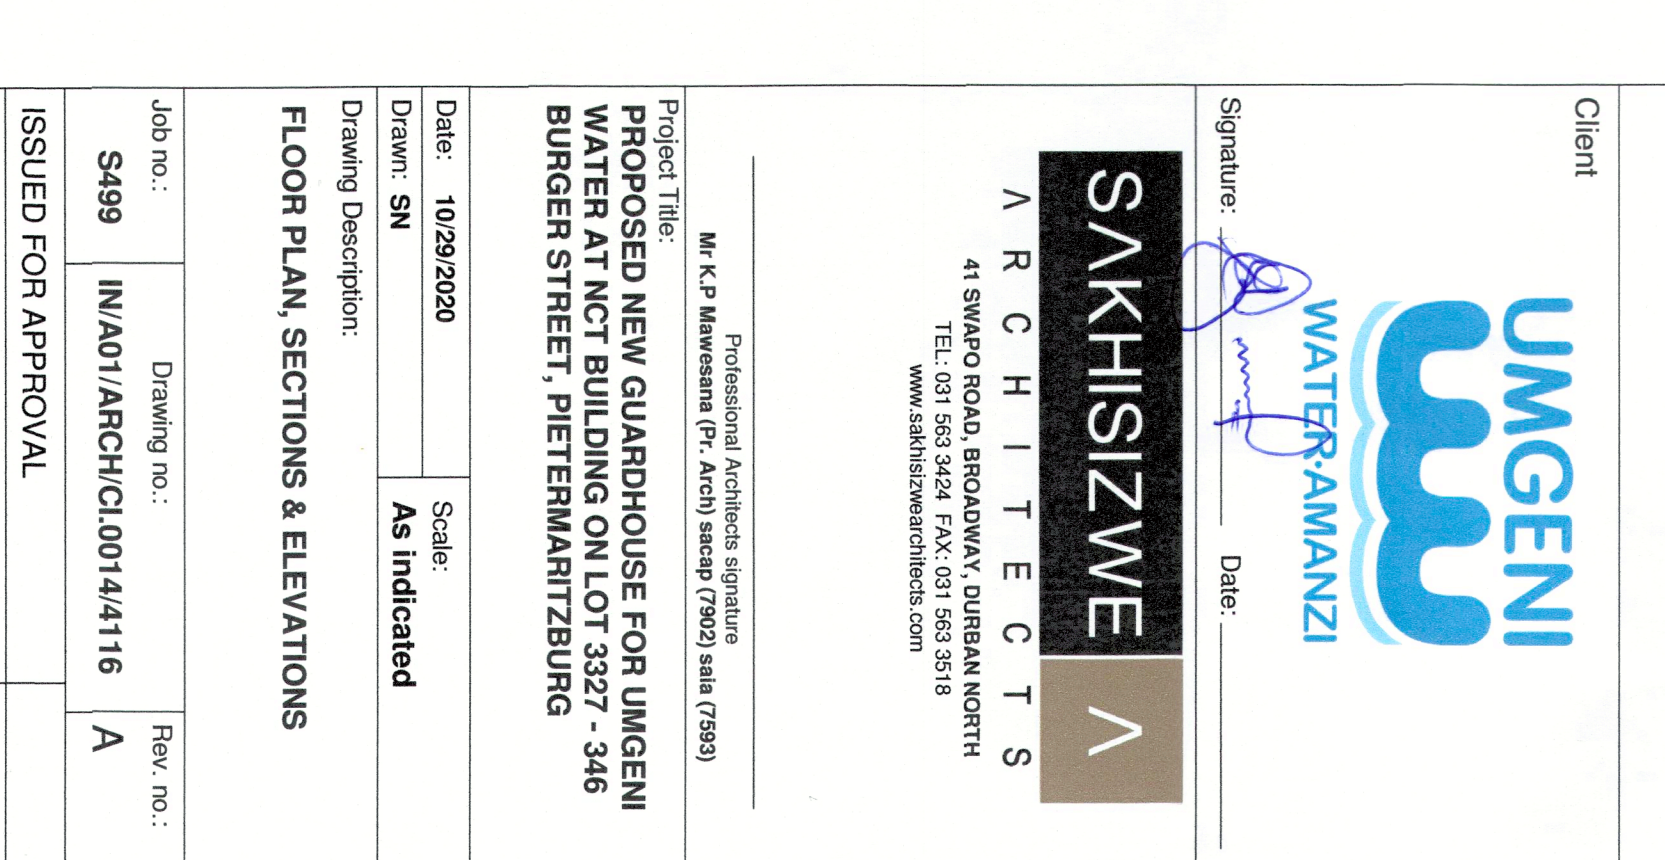 Client
UMGENI
WATER·AMANZI
Signature: Date:
SΛKHISIZWE Λ
Λ R C H I T E C T S
41 SWAPO ROAD, BROADWAY, DURBAN NORTH
TEL: 031 563 3424 FAX: 031 563 3518
www.sakhisizwearchitects.com
Professional Architects signature
Mr K.P Mawesana (Pr. Arch) sacap (7902) saia (7593)
Project Title:
PROPOSED NEW GUARDHOUSE FOR UMGENI
WATER AT NCT BUILDING ON LOT 3327 - 346
BURGER STREET, PIETERMARITZBURG
Date: 10/29/2020
Scale:
Drawn: SN
As indicated
Drawing Description:
FLOOR PLAN, SECTIONS & ELEVATIONS
Job no.: Drawing no.: Rev. no.:
S499 IN/A01/ARCH/CI.0014/4116 A
ISSUED FOR APPROVAL